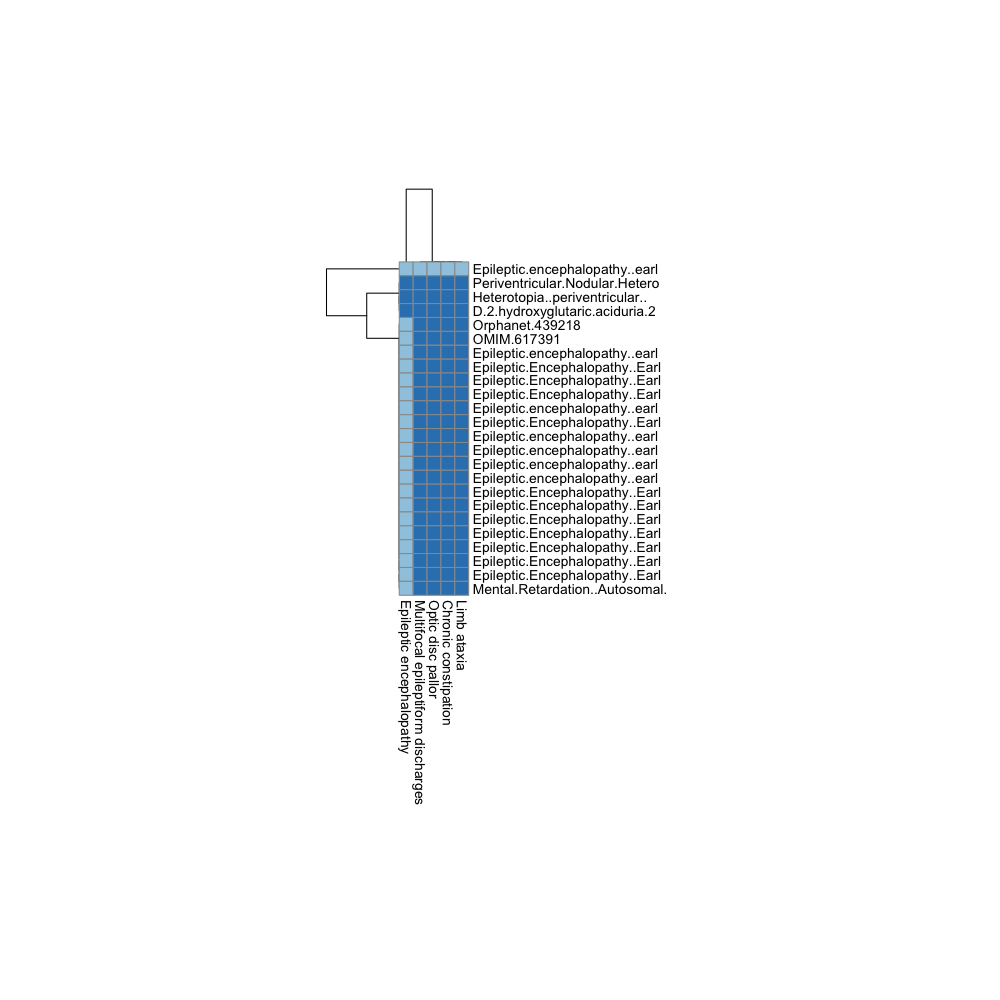 Epileptic.encephalopathy..earl
Periventricular.Nodular.Hetero
Heterotopia..periventricular..
D.2.hydroxyglutaric.aciduria.2
Orphanet.439218
OMIM.617391
Epileptic.encephalopathy..earl
Epileptic.Encephalopathy..Earl
Epileptic.Encephalopathy..Earl
Epileptic.Encephalopathy..Earl
Epileptic.encephalopathy..earl
Epileptic.Encephalopathy..Earl
Epileptic.encephalopathy..earl
Epileptic.encephalopathy..earl
Epileptic.encephalopathy..earl
Epileptic.encephalopathy..earl
Epileptic.Encephalopathy..Earl
Epileptic.Encephalopathy..Earl
Epileptic.Encephalopathy..Earl
Epileptic.Encephalopathy..Earl
Epileptic.Encephalopathy..Earl
Epileptic.Encephalopathy..Earl
Epileptic.Encephalopathy..Earl
Mental.Retardation..Autosomal.
Epileptic encephalopathy
Multifocal epileptiform discharges
Optic disc pallor
Chronic constipation
Limb ataxia